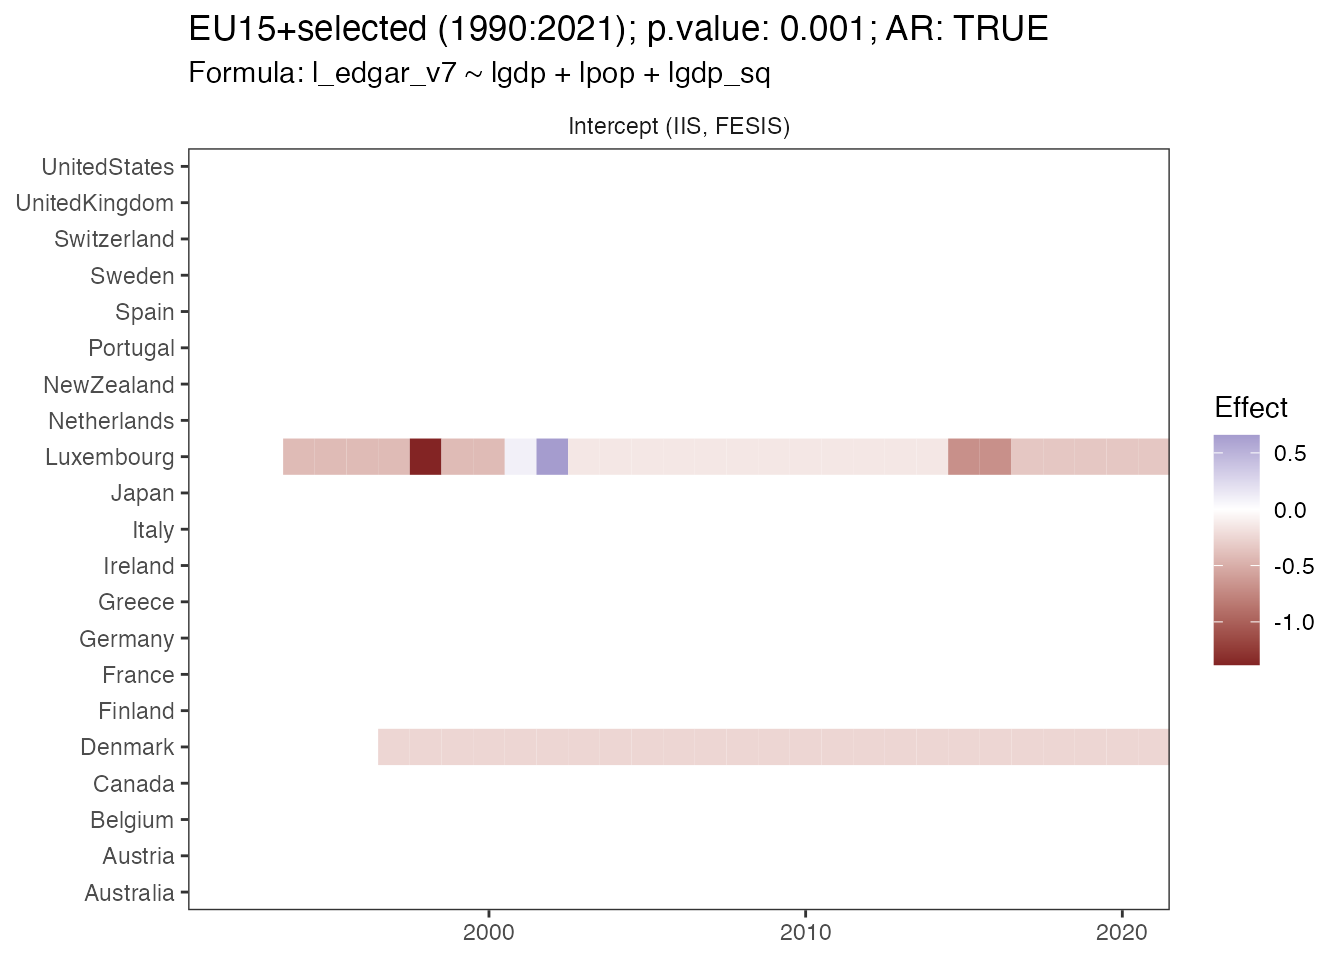 EU15+selected (1990:2021); p.value: 0.001; AR: TRUE
Formula: l_edgar_v7 ~ lgdp + lpop + lgdp_sq
Intercept (IIS, FESIS)
UnitedStates
UnitedKingdom
Switzerland
Sweden
Spain
Portugal
NewZealand
Netherlands
Luxembourg
Japan
Italy
Ireland
Greece
Germany
France
Finland
Denmark
Canada
Belgium
Austria
Australia
2000
2010
2020
Effect
0.5
0.0
-0.5
-1.0